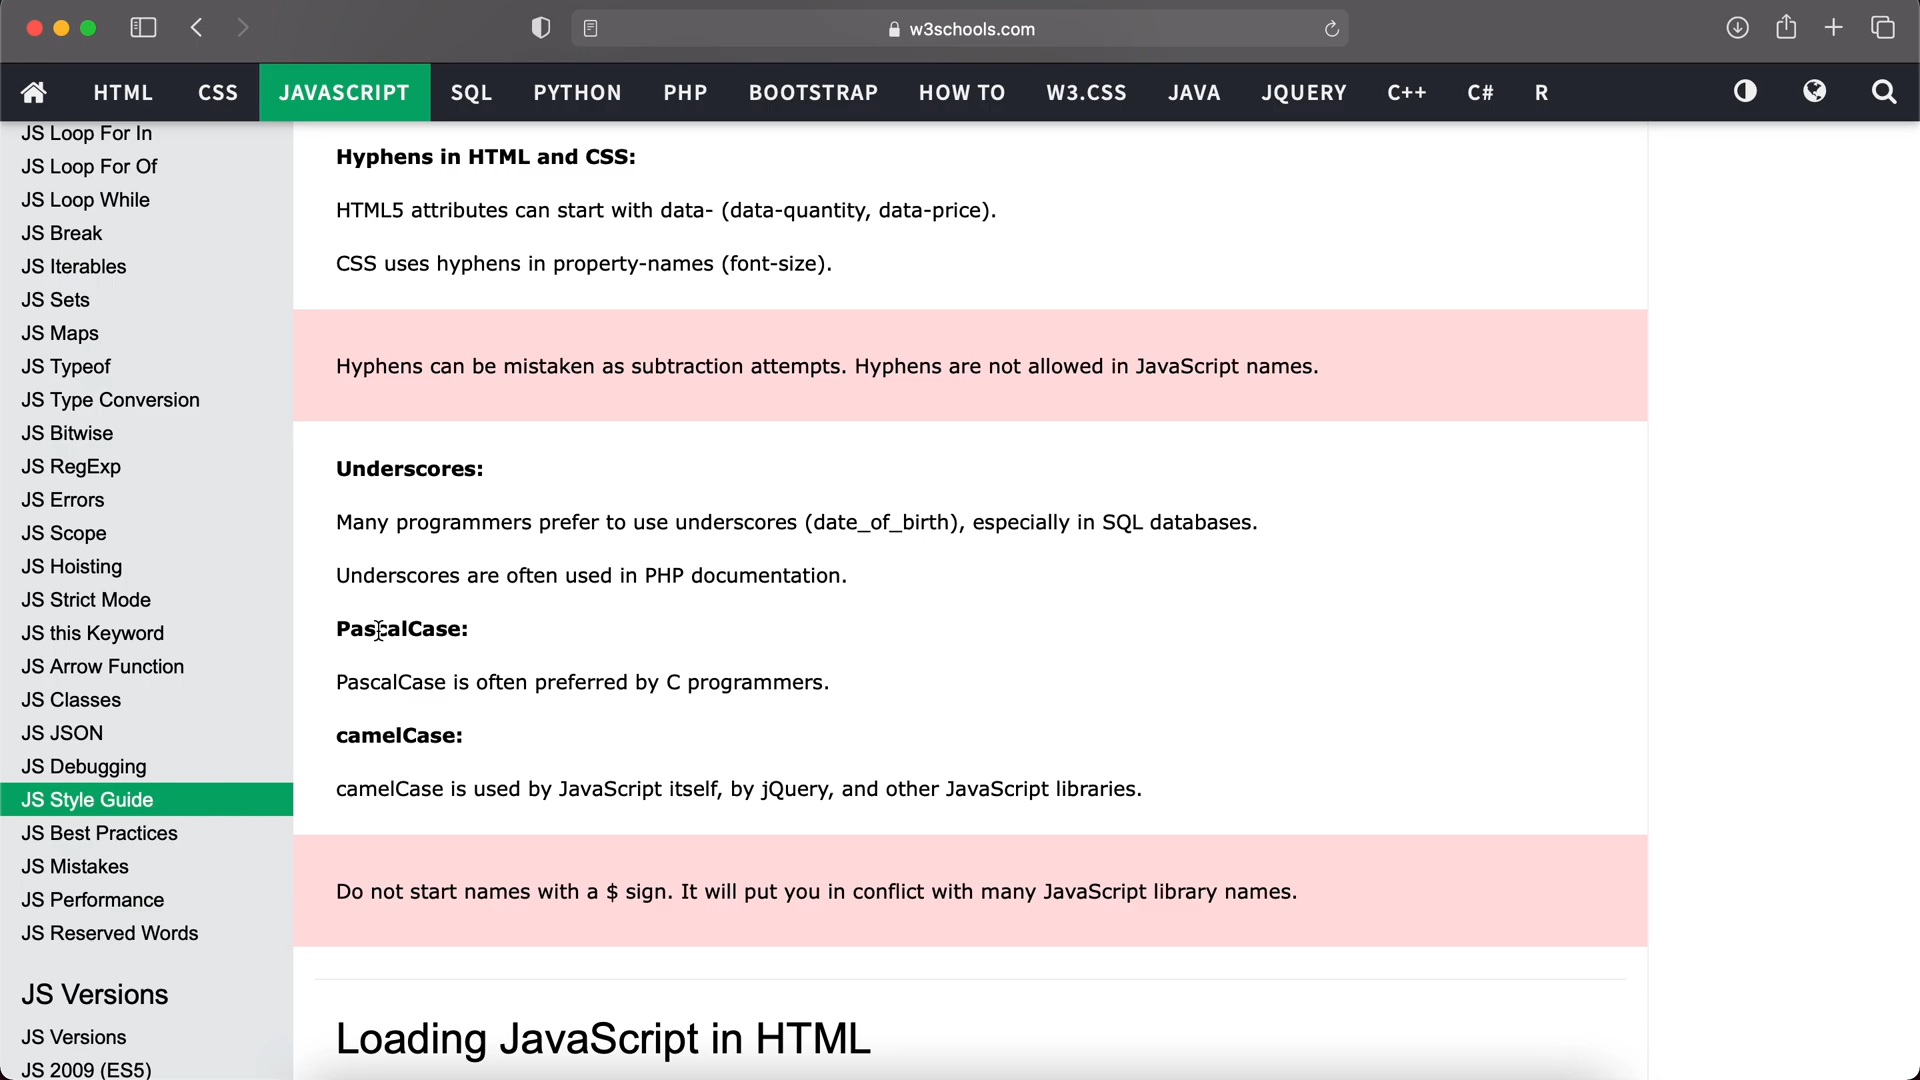 w3schools.com
HTML CSS JAVASCRIPT SQL PYTHON PHP BOOTSTRAP HOW TO W3.CSS JAVA JQUERY C++ C# R
JS Loop For In
JS Loop For Of
JS Loop While
JS Break
JS Iterables
JS Sets
JS Maps
JS Typeof
JS Type Conversion
JS Bitwise
JS RegExp
JS Errors
JS Scope
JS Hoisting
JS Strict Mode
JS this Keyword
JS Arrow Function
JS Classes
JS JSON
JS Debugging
JS Style Guide
JS Best Practices
JS Mistakes
JS Performance
JS Reserved Words
JS Versions
JS Versions
JS 2009 (ES5)
Hyphens in HTML and CSS:
HTML5 attributes can start with data- (data-quantity, data-price).
CSS uses hyphens in property-names (font-size).
Hyphens can be mistaken as subtraction attempts. Hyphens are not allowed in JavaScript names.
Underscores:
Many programmers prefer to use underscores (date_of_birth), especially in SQL databases.
Underscores are often used in PHP documentation.
PascalCase:
PascalCase is often preferred by C programmers.
camelCase:
camelCase is used by JavaScript itself, by jQuery, and other JavaScript libraries.
Do not start names with a $ sign. It will put you in conflict with many JavaScript library names.
Loading JavaScript in HTML